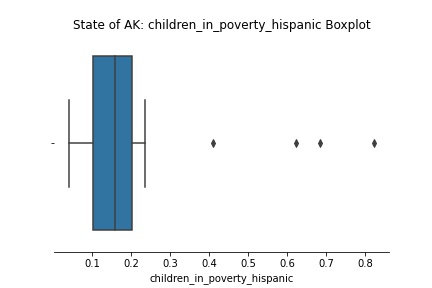 State of AK: children_in_poverty_hispanic Boxplot
0.1 0.2 0.3 0.4 0.5 0.6 0.7 0.8
children_in_poverty_hispanic